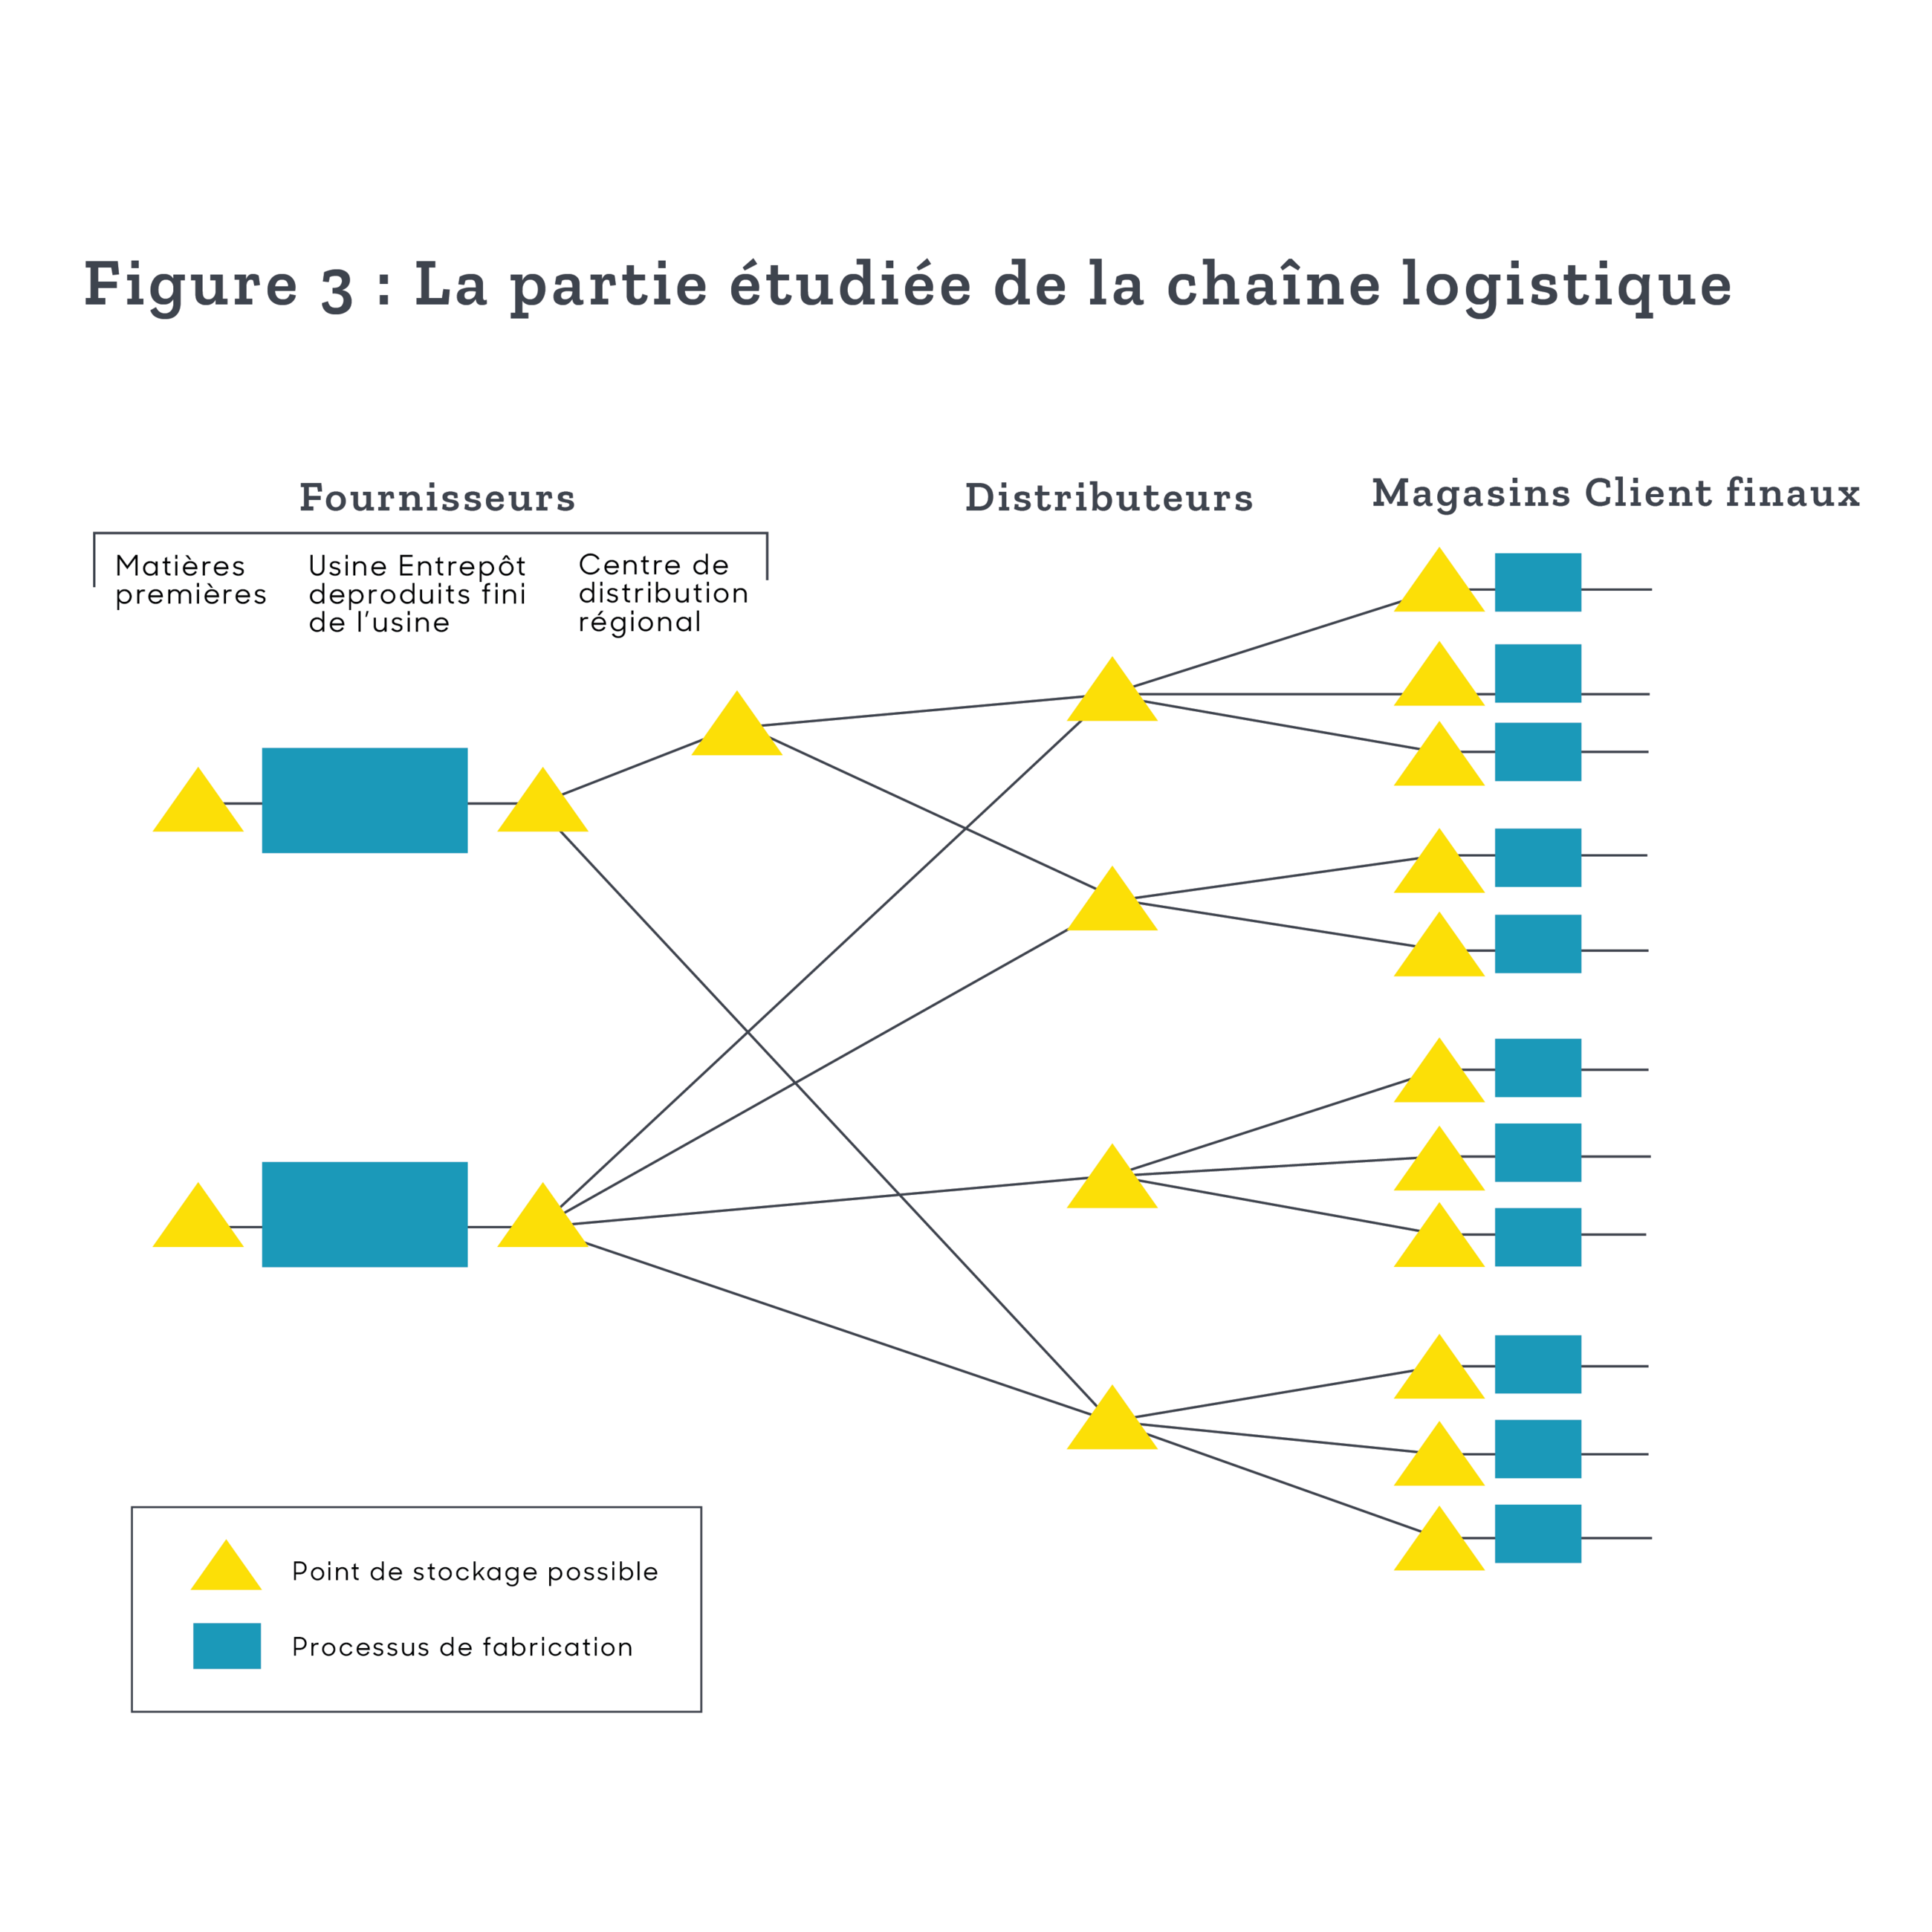 Figure 3 : La partie étudiée de la chaîne logistique
Fournisseurs
Distributeurs
Magasins Client finaux
Matières
premières
Usine Entrepôt
deproduits fini
de l'usine
Centre de
distribution
régional
Point de stockage possible
Processus de fabrication